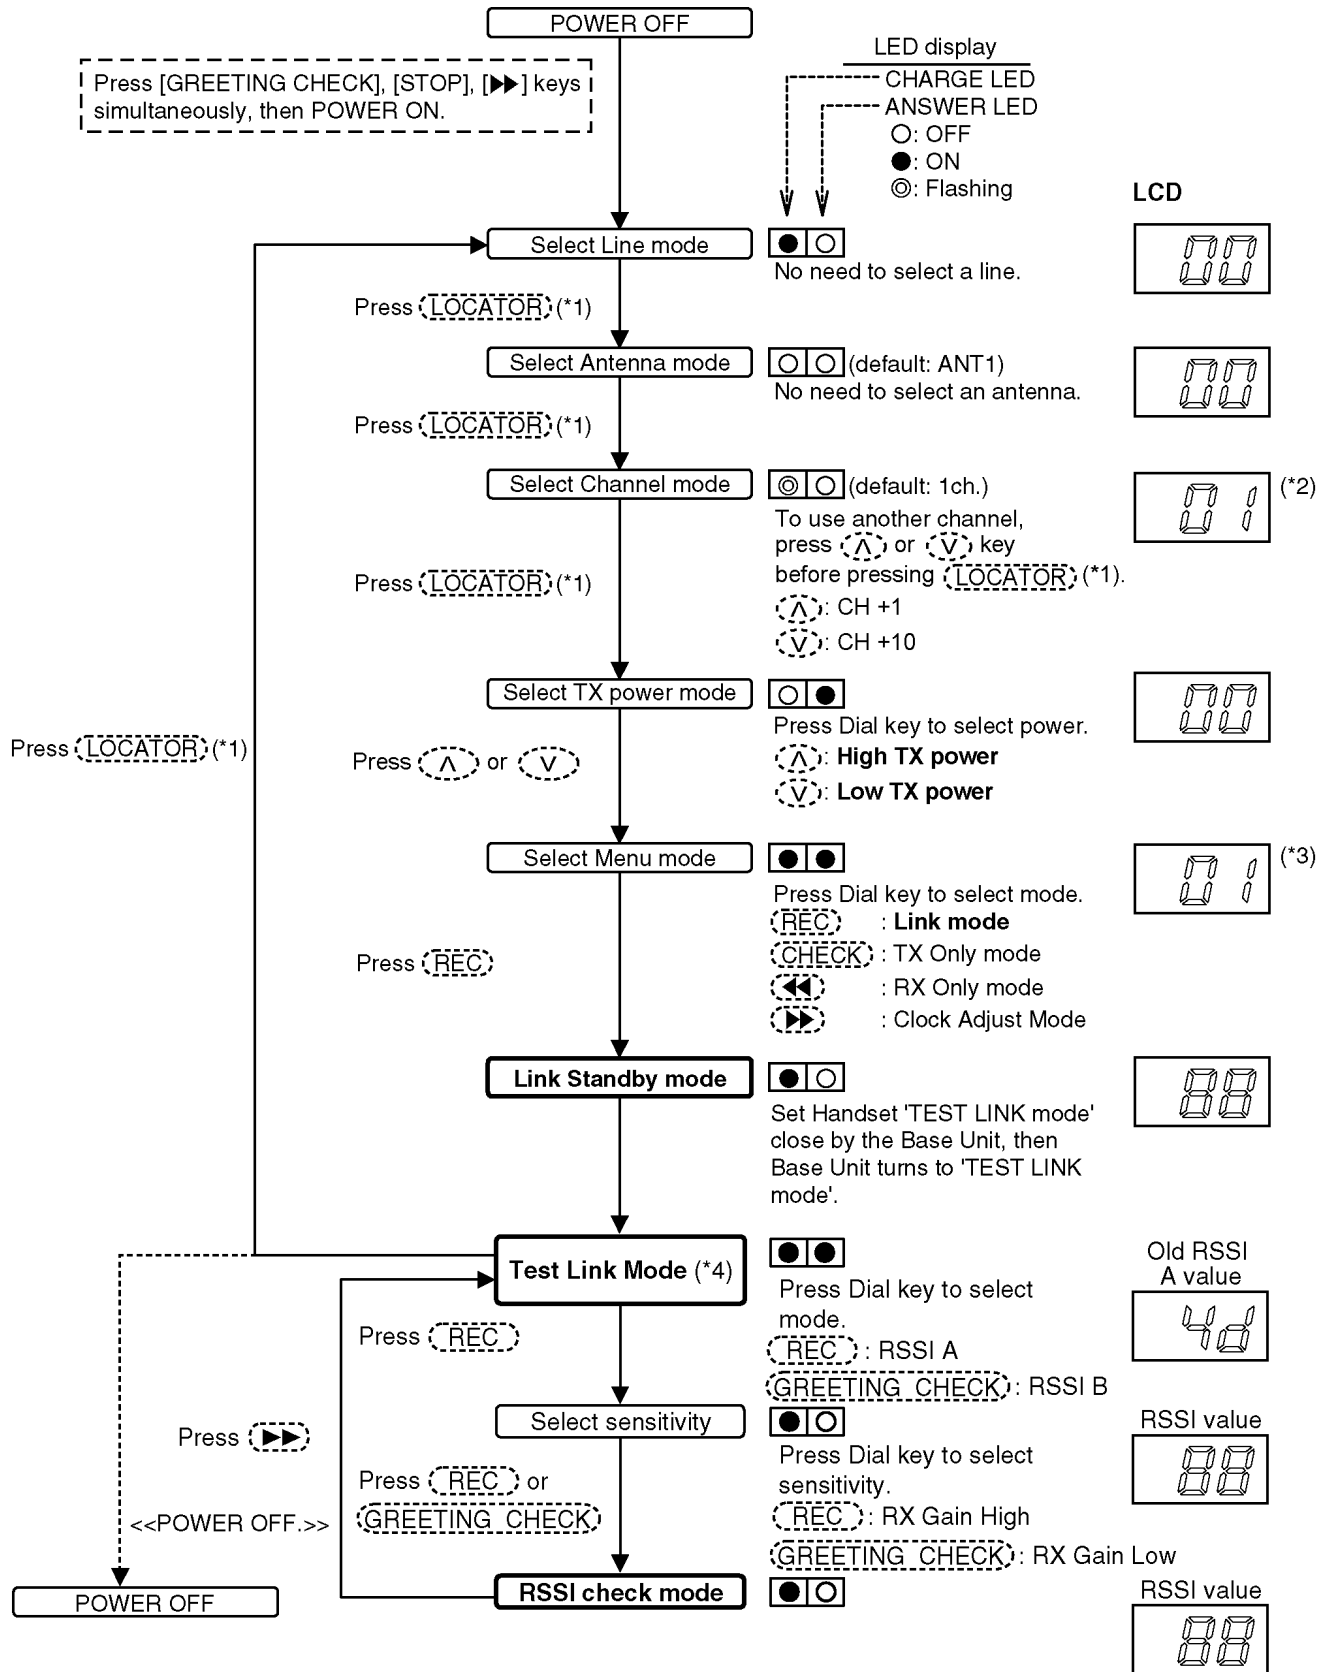 POWER OFF
Press [GREETING CHECK], [STOP], [▶▶] keys
simultaneously, then POWER ON.
LED display
CHARGE LED
ANSWER LED
○: OFF
●: ON
◎: Flashing
LCD
Select Line mode
No need to select a line.
00
Press LOCATOR (*1)
Select Antenna mode
(default: ANT1)
No need to select an antenna.
00
Press LOCATOR (*1)
Select Channel mode
(default: 1ch.)
01 (*2)
To use another channel,
press Λ or V key
before pressing LOCATOR (*1).
Λ: CH +1
V: CH +10
Press LOCATOR (*1)
Select TX power mode
00
Press Dial key to select power.
Λ: High TX power
V: Low TX power
Press LOCATOR (*1)
Press Λ or V
Select Menu mode
01 (*3)
Press Dial key to select mode.
REC : Link mode
CHECK : TX Only mode
◀◀ : RX Only mode
▶▶ : Clock Adjust Mode
Press REC
Link Standby mode
88
Set Handset 'TEST LINK mode'
close by the Base Unit, then
Base Unit turns to 'TEST LINK
mode'.
Test Link Mode (*4)
Old RSSI
A value
4d
Press Dial key to select
mode.
REC : RSSI A
GREETING CHECK : RSSI B
Press REC
Select sensitivity
RSSI value
88
Press Dial key to select
sensitivity.
REC : RX Gain High
GREETING CHECK : RX Gain Low
Press ▶▶
Press REC or
GREETING CHECK
<<POWER OFF.>>
RSSI check mode
RSSI value
88
POWER OFF